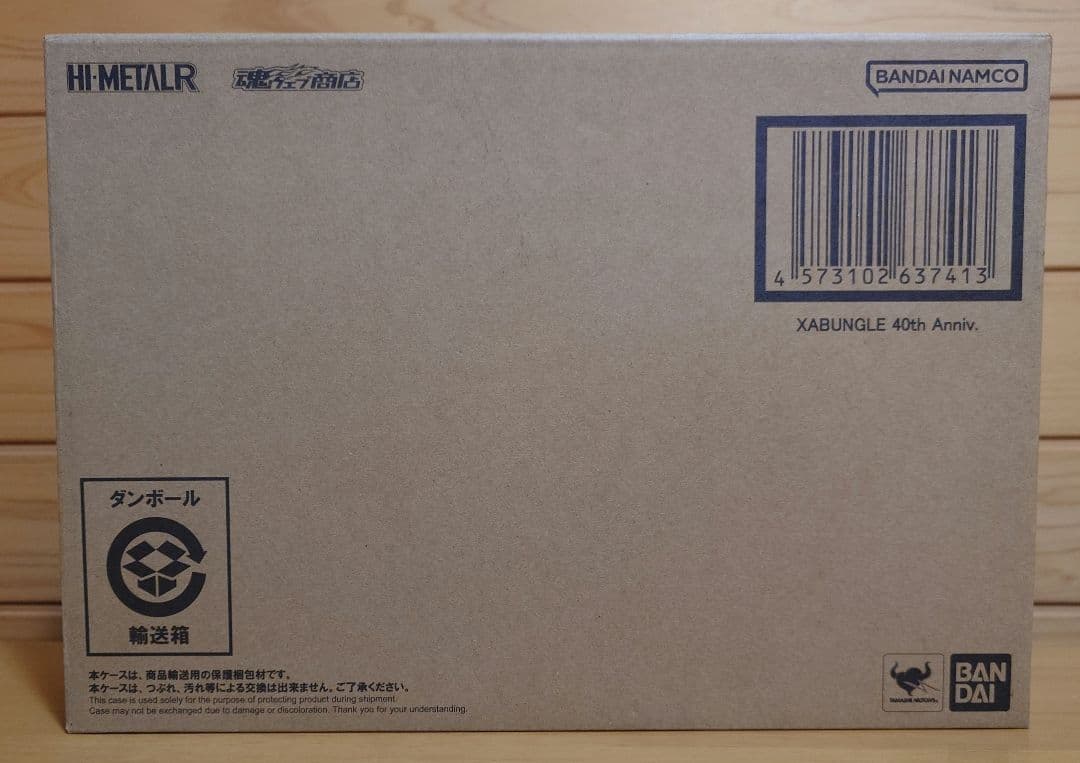 HI-METAL R
魂ウェブ商店
BANDAI NAMCO
4 573102 637413
XABUNGLE 40th Anniv.
ダンボール
輸送箱
本ケースは、商品輸送用の保護梱包材です。
本ケースは、つぶれ、汚れ等による交換は出来ません。ご了承ください。
This case is used solely for the purpose of protecting product during shipment.
Case may not be exchanged due to damage or discoloration. Thank you for your understanding.
TAMASHII NATIONS
BAN
DAI